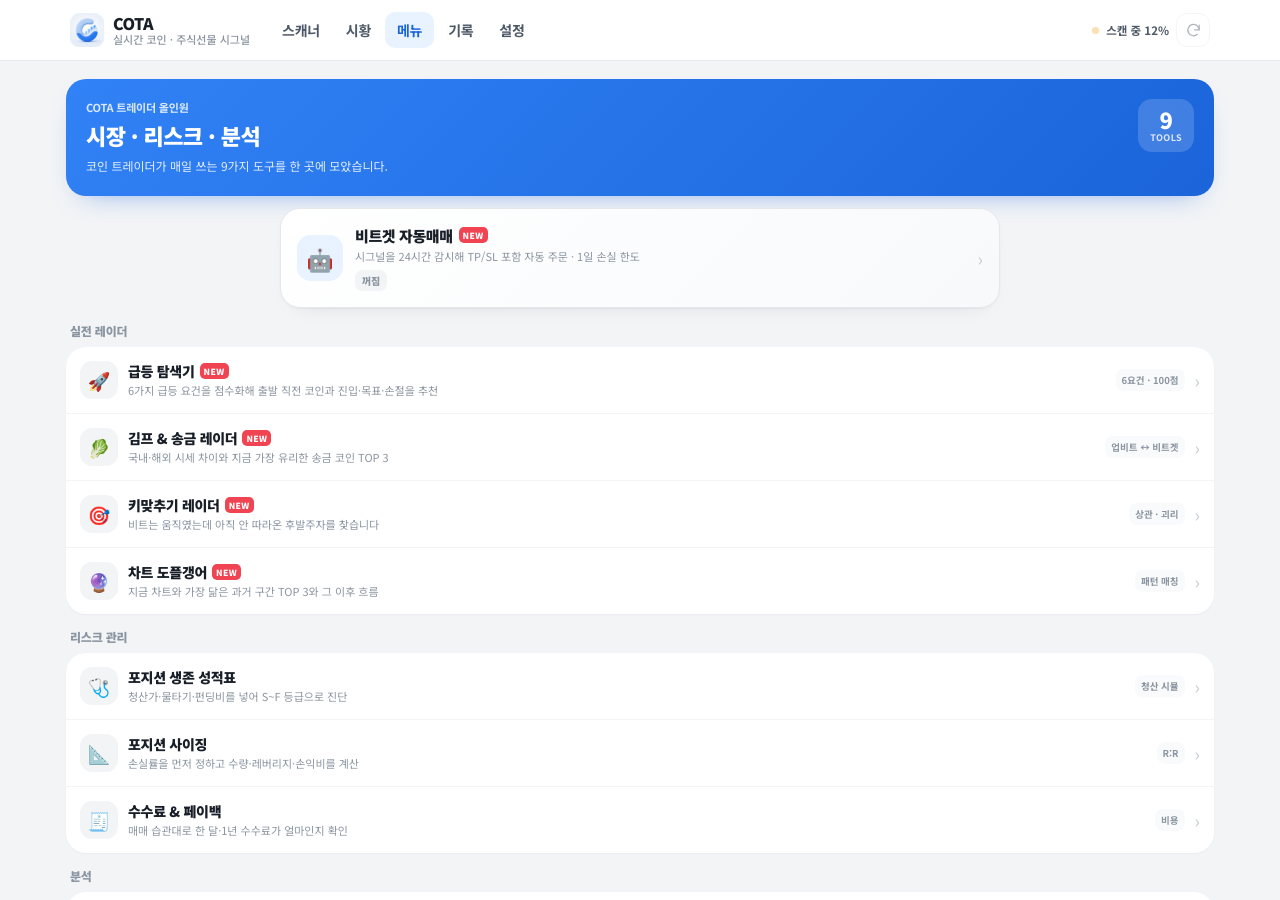 COTA
실시간 코인 · 주식선물 시그널
스캐너
시황
메뉴
기록
설정
스캔 중 12%
COTA 트레이더 올인원
시장 · 리스크 · 분석
코인 트레이더가 매일 쓰는 9가지 도구를 한 곳에 모았습니다.
9
TOOLS
비트겟 자동매매 NEW
시그널을 24시간 감시해 TP/SL 포함 자동 주문 · 1일 손실 한도
꺼짐
실전 레이더
급등 탐색기 NEW
6가지 급등 요건을 점수화해 출발 직전 코인과 진입·목표·손절을 추천
6요건 · 100점
김프 & 송금 레이더 NEW
국내·해외 시세 차이와 지금 가장 유리한 송금 코인 TOP 3
업비트 ↔ 비트겟
키맞추기 레이더 NEW
비트는 움직였는데 아직 안 따라온 후발주자를 찾습니다
상관 · 괴리
차트 도플갱어 NEW
지금 차트와 가장 닮은 과거 구간 TOP 3와 그 이후 흐름
패턴 매칭
리스크 관리
포지션 생존 성적표
청산가·물타기·펀딩비를 넣어 S~F 등급으로 진단
청산 시뮬
포지션 사이징
손실률을 먼저 정하고 수량·레버리지·손익비를 계산
R:R
수수료 & 페이백
매매 습관대로 한 달·1년 수수료가 얼마인지 확인
비용
분석